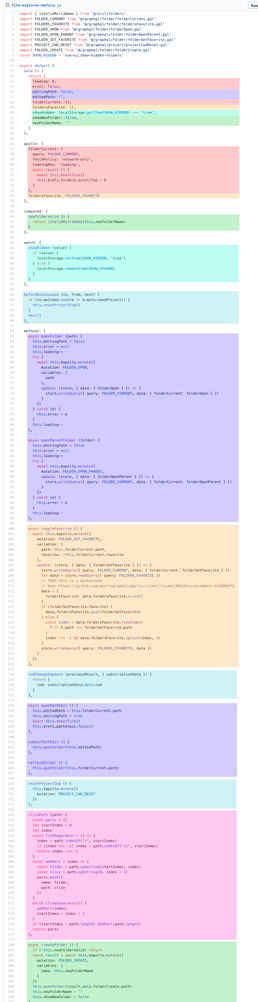 file-explorer-before.js
Raw
import { isValidMultiName } from '@/util/folders'
import FOLDER_CURRENT from '@/graphql/folder/folderCurrent.gql'
import FOLDERS_FAVORITE from '@/graphql/folder/foldersFavorite.gql'
import FOLDER_OPEN from '@/graphql/folder/folderOpen.gql'
import FOLDER_OPEN_PARENT from '@/graphql/folder/folderOpenParent.gql'
import FOLDER_SET_FAVORITE from '@/graphql/folder/folderSetFavorite.gql'
import PROJECT_CWD_RESET from '@/graphql/project/projectCwdReset.gql'
import FOLDER_CREATE from '@/graphql/folder/folderCreate.gql'
const SHOW_HIDDEN = 'vue-ui.show-hidden-folders'
export default {
data () {
return {
loading: 0,
error: false,
editingPath: false,
editedPath: '',
folderCurrent: {},
foldersFavorite: [],
showHidden: localStorage.getItem(SHOW_HIDDEN) === 'true',
showNewFolder: false,
newFolderName: ''
}
},
apollo: {
folderCurrent: {
query: FOLDER_CURRENT,
fetchPolicy: 'network-only',
loadingKey: 'loading',
async result () {
await this.$nextTick()
this.$refs.folders.scrollTop = 0
}
},
foldersFavorite: FOLDERS_FAVORITE
},
computed: {
newFolderValid () {
return isValidMultiName(this.newFolderName)
}
},
watch: {
showHidden (value) {
if (value) {
localStorage.setItem(SHOW_HIDDEN, 'true')
} else {
localStorage.removeItem(SHOW_HIDDEN)
}
}
},
beforeRouteLeave (to, from, next) {
if (to.matched.some(m => m.meta.needProject)) {
this.resetProjectCwd()
}
next()
},
methods: {
async openFolder (path) {
this.editingPath = false
this.error = null
this.loading++
try {
await this.$apollo.mutate({
mutation: FOLDER_OPEN,
variables: {
path
},
update: (store, { data: { folderOpen } }) => {
store.writeQuery({ query: FOLDER_CURRENT, data: { folderCurrent: folderOpen } })
}
})
} catch (e) {
this.error = e
}
this.loading--
},
async openParentFolder (folder) {
this.editingPath = false
this.error = null
this.loading++
try {
await this.$apollo.mutate({
mutation: FOLDER_OPEN_PARENT,
update: (store, { data: { folderOpenParent } }) => {
store.writeQuery({ query: FOLDER_CURRENT, data: { folderCurrent: folderOpenParent } })
}
})
} catch (e) {
this.error = e
}
this.loading--
},
async toggleFavorite () {
await this.$apollo.mutate({
mutation: FOLDER_SET_FAVORITE,
variables: {
path: this.folderCurrent.path,
favorite: !this.folderCurrent.favorite
},
update: (store, { data: { folderSetFavorite } }) => {
store.writeQuery({ query: FOLDER_CURRENT, data: { folderCurrent: folderSetFavorite } })
let data = store.readQuery({ query: FOLDERS_FAVORITE })
// TODO this is a workaround
data = {
foldersFavorite: data.foldersFavorite.slice()
}
if (folderSetFavorite.favorite) {
data.foldersFavorite.push(folderSetFavorite)
} else {
const index = data.foldersFavorite.findIndex(
f => f.path === folderSetFavorite.path
)
index !== -1 && data.foldersFavorite.splice(index, 1)
}
store.writeQuery({ query: FOLDERS_FAVORITE, data })
}
})
},
cwdChangedUpdate (previousResult, { subscriptionData }) {
return {
cwd: subscriptionData.data.cwd
}
},
async openPathEdit () {
this.editedPath = this.folderCurrent.path
this.editingPath = true
await this.$nextTick()
this.$refs.pathInput.focus()
},
submitPathEdit () {
this.openFolder(this.editedPath)
},
refreshFolder () {
this.openFolder(this.folderCurrent.path)
},
resetProjectCwd () {
this.$apollo.mutate({
mutation: PROJECT_CWD_RESET
})
},
slicePath (path) {
const parts = []
let startIndex = 0
let index
const findSeparator = () => {
index = path.indexOf('/', startIndex)
if (index === -1) index = path.indexOf('\\', startIndex)
return index !== -1
}
const addPart = index => {
const folder = path.substring(startIndex, index)
const slice = path.substring(0, index + 1)
parts.push({
name: folder,
path: slice
})
}
while (findSeparator()) {
addPart(index)
startIndex = index + 1
}
if (startIndex < path.length) addPart(path.length)
return parts
},
async createFolder () {
if (!this.newFolderValid) return
const result = await this.$apollo.mutate({
mutation: FOLDER_CREATE,
variables: {
name: this.newFolderName
}
})
this.openFolder(result.data.folderCreate.path)
this.newFolderName = ''
this.showNewFolder = false